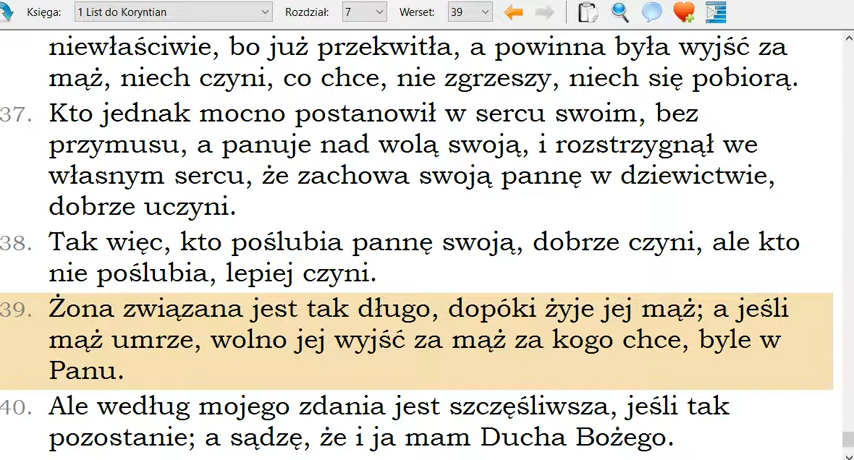 Księga: 1 List do Koryntian Rozdział: 7 Werset: 39
niewłaściwie, bo już przekwitła, a powinna była wyjść za
mąż, niech czyni, co chce, nie zgrzeszy, niech się pobiorą.
37. Kto jednak mocno postanowił w sercu swoim, bez
przymusu, a panuje nad wolą swoją, i rozstrzygnął we
własnym sercu, że zachowa swoją pannę w dziewictwie,
dobrze uczyni.
38. Tak więc, kto poślubia pannę swoją, dobrze czyni, ale kto
nie poślubia, lepiej czyni.
39. Żona związana jest tak długo, dopóki żyje jej mąż; a jeśli
mąż umrze, wolno jej wyjść za mąż za kogo chce, byle w
Panu.
40. Ale według mojego zdania jest szczęśliwsza, jeśli tak
pozostanie; a sądzę, że i ja mam Ducha Bożego.